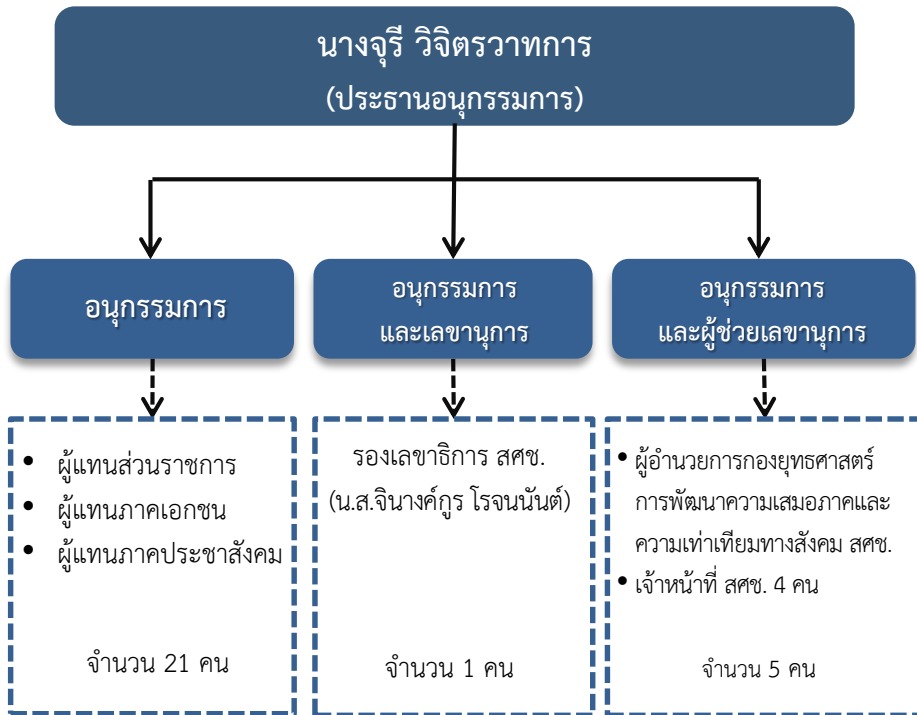 นางจุรี วิจิตรวาทการ
(ประธานอนุกรรมการ)
อนุกรรมการ
อนุกรรมการ
และเลขานุการ
อนุกรรมการ
และผู้ช่วยเลขานุการ
• ผู้แทนส่วนราชการ
• ผู้แทนภาคเอกชน
• ผู้แทนภาคประชาสังคม
จำนวน 21 คน
รองเลขาธิการ สศช.
(น.ส.จินางค์กูร โรจนนันต์)
จำนวน 1 คน
• ผู้อำนวยการกองยุทธศาสตร์
การพัฒนาความเสมอภาคและ
ความเท่าเทียมทางสังคม สศช.
• เจ้าหน้าที่ สศช. 4 คน
จำนวน 5 คน